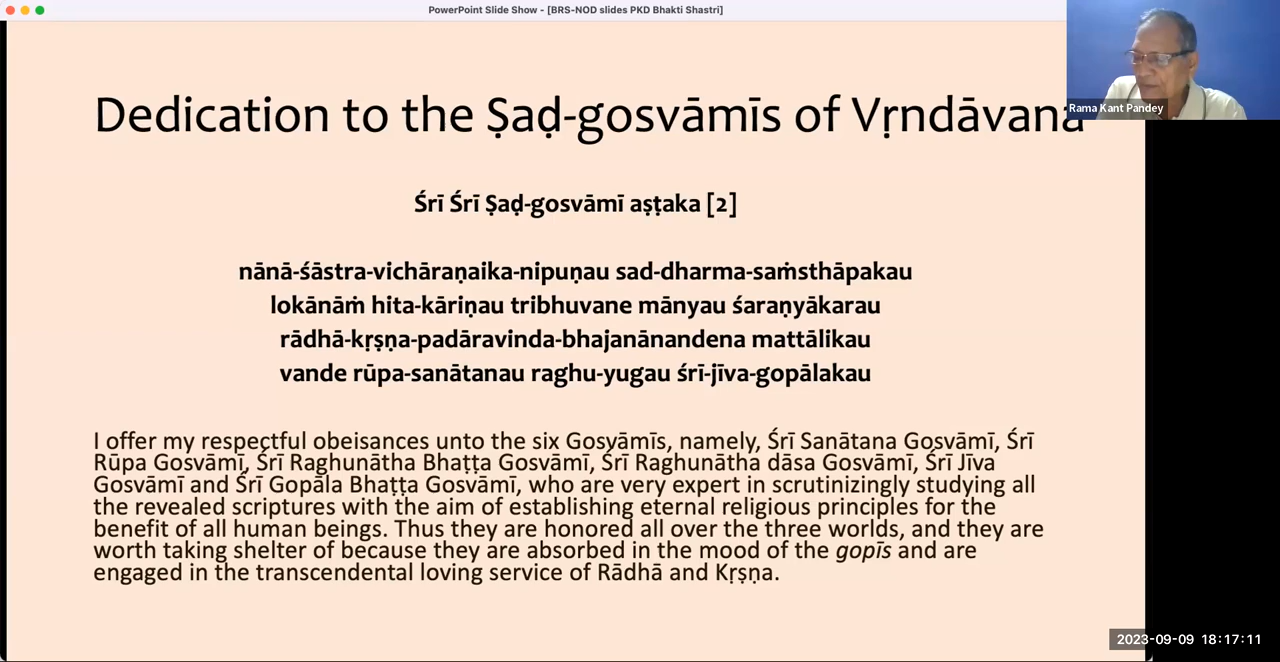 PowerPoint Slide Show - [BRS-NOD slides PKD Bhakti Shastri]
Rama Kant Pandey
Dedication to the Ṣaḍ-gosvāmīs of Vṛndāvana
Śrī Śrī Ṣaḍ-gosvāmī aṣṭaka [2]
nānā-śāstra-vichāraṇaika-nipuṇau sad-dharma-saṁsthāpakau
lokānāṁ hita-kāriṇau tribhuvane mānyau śaraṇyākarau
rādhā-kṛṣṇa-padāravinda-bhajanānandena mattālikau
vande rūpa-sanātanau raghu-yugau śrī-jīva-gopālakau
I offer my respectful obeisances unto the six Gosvāmīs, namely, Śrī Sanātana Gosvāmī, Śrī
Rūpa Gosvāmī, Śrī Raghunātha Bhaṭṭa Gosvāmī, Śrī Raghunātha dāsa Gosvāmī, Śrī Jīva
Gosvāmī and Śrī Gopāla Bhaṭṭa Gosvāmī, who are very expert in scrutinizingly studying all
the revealed scriptures with the aim of establishing eternal religious principles for the
benefit of all human beings. Thus they are honored all over the three worlds, and they are
worth taking shelter of because they are absorbed in the mood of the gopīs and are
engaged in the transcendental loving service of Rādhā and Kṛṣṇa.
2023-09-09 18:17:11